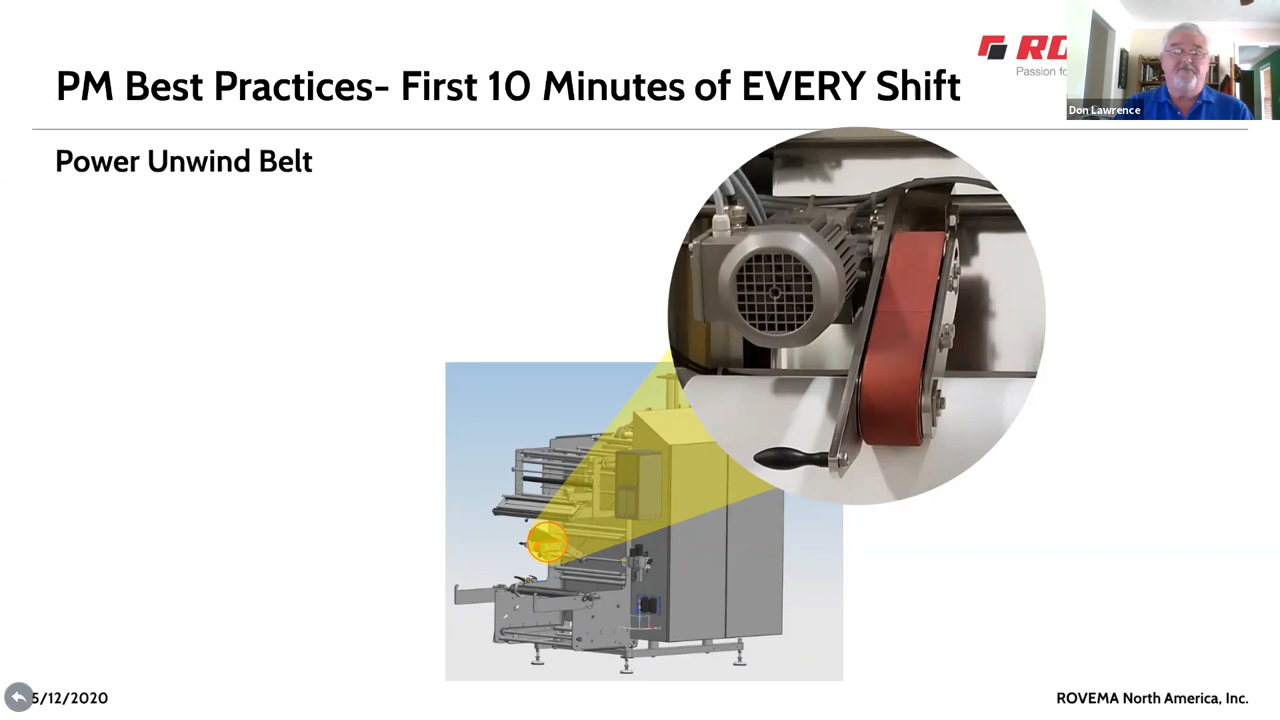 PM Best Practices- First 10 Minutes of EVERY Shift
Passion
Don Lawrence
Power Unwind Belt
5/12/2020
ROVEMA North America, Inc.